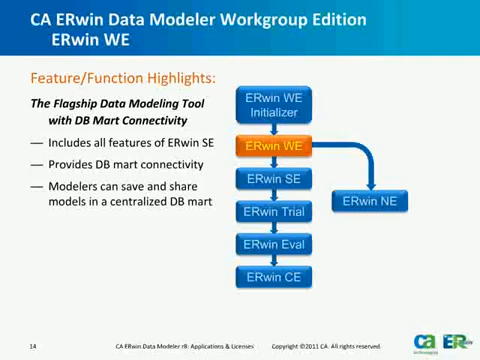 CA ERwin Data Modeler Workgroup Edition
ERwin WE
Feature/Function Highlights:
The Flagship Data Modeling Tool
with DB Mart Connectivity
— Includes all features of ERwin SE
— Provides DB mart connectivity
— Modelers can save and share
models in a centralized DB mart
ERwin WE
Initializer
ERwin WE
ERwin SE
ERwin NE
ERwin Trial
ERwin Eval
ERwin CE
14
CA ERwin Data Modeler r8: Applications & Licenses
Copyright ©2011 CA. All rights reserved.
ca
technologies
ER